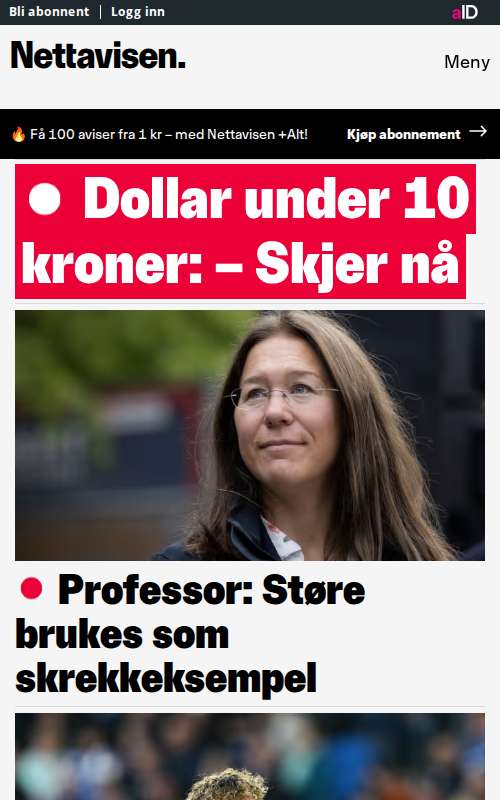 Bli abonnent | Logg inn
aID
Nettavisen.
Meny
🔥 Få 100 aviser fra 1 kr – med Nettavisen +Alt!
Kjøp abonnement →
Dollar under 10
kroner: – Skjer nå
Professor: Støre
brukes som
skrekkeksempel